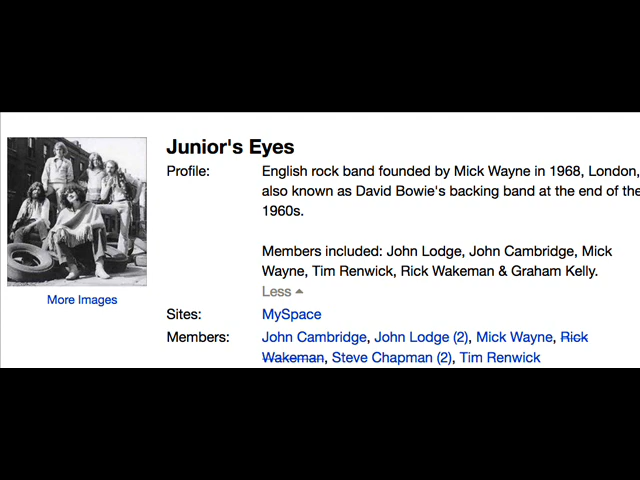 Junior's Eyes
Profile: English rock band founded by Mick Wayne in 1968, London,
also known as David Bowie's backing band at the end of the
1960s.
Members included: John Lodge, John Cambridge, Mick
Wayne, Tim Renwick, Rick Wakeman & Graham Kelly.
Less
More Images
Sites: MySpace
Members: John Cambridge, John Lodge (2), Mick Wayne, Rick
Wakeman, Steve Chapman (2), Tim Renwick